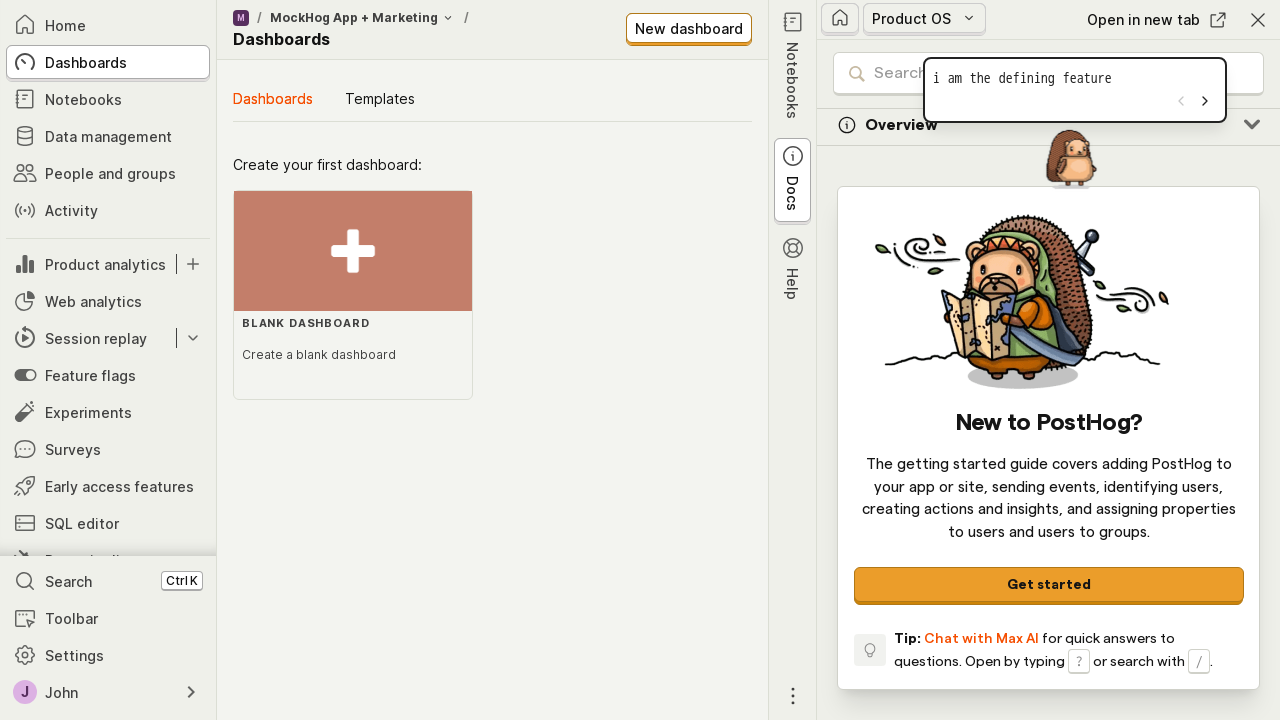 Home
Dashboards
Notebooks
Data management
People and groups
Activity
Product analytics
Web analytics
Session replay
Feature flags
Experiments
Surveys
Early access features
SQL editor
Search Ctrl K
Toolbar
Settings
J John
M / MockHog App + Marketing /
Dashboards
New dashboard
Dashboards Templates
Create your first dashboard:
BLANK DASHBOARD
Create a blank dashboard
Notebooks
Docs
Help
Product OS
Open in new tab
Search
i am the defining feature
Overview
New to PostHog?
The getting started guide covers adding PostHog to
your app or site, sending events, identifying users,
creating actions and insights, and assigning properties
to users and users to groups.
Get started
Tip: Chat with Max AI for quick answers to
questions. Open by typing ? or search with /.